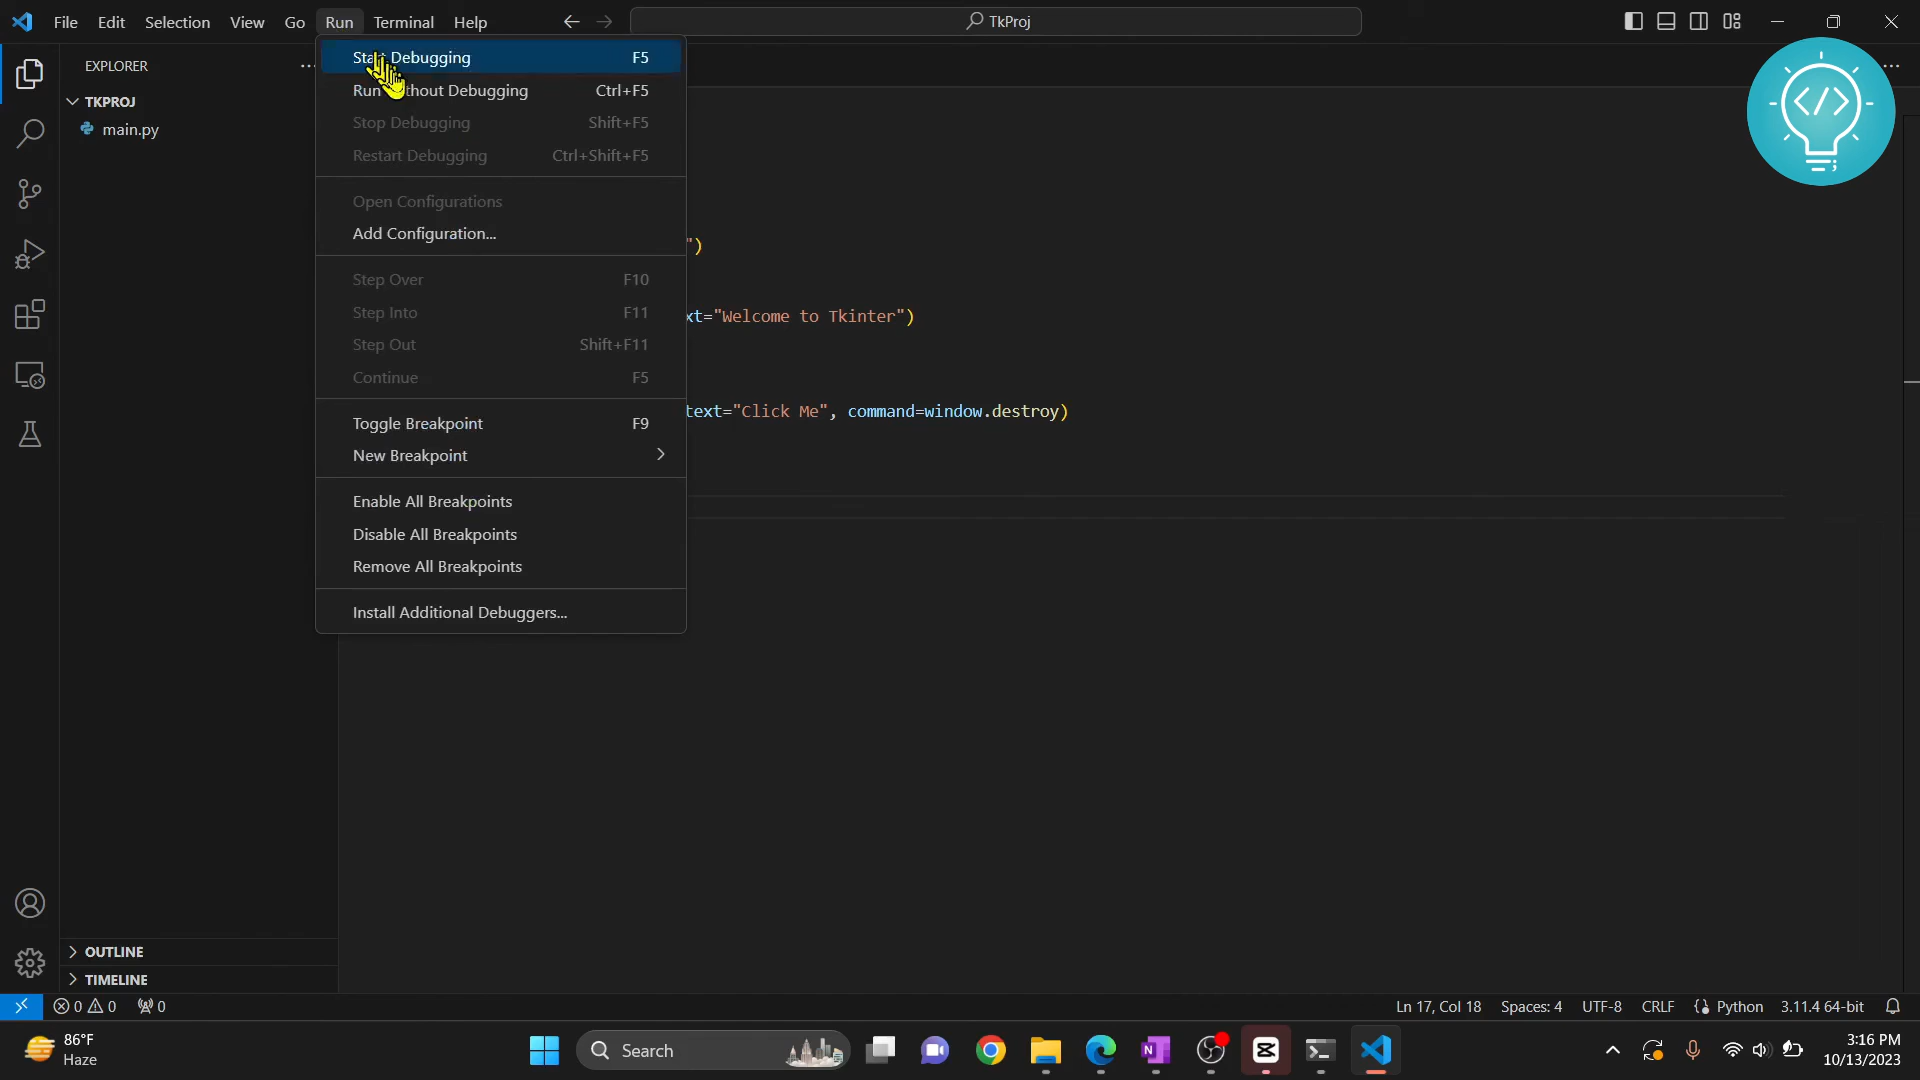 File Edit Selection View Go Run Terminal Help
TkProj
EXPLORER
TKPROJ
main.py
Start Debugging F5
Run Without Debugging Ctrl+F5
Stop Debugging Shift+F5
Restart Debugging Ctrl+Shift+F5
Open Configurations
Add Configuration...
Step Over F10
Step Into F11
Step Out Shift+F11
Continue F5
Toggle Breakpoint F9
New Breakpoint
Enable All Breakpoints
Disable All Breakpoints
Remove All Breakpoints
Install Additional Debuggers...
")
xt="Welcome to Tkinter")
text="Click Me", command=window.destroy)
OUTLINE
TIMELINE
0 0 0
Ln 17, Col 18 Spaces: 4 UTF-8 CRLF Python 3.11.4 64-bit
86°F
Haze
Search
3:16 PM
10/13/2023